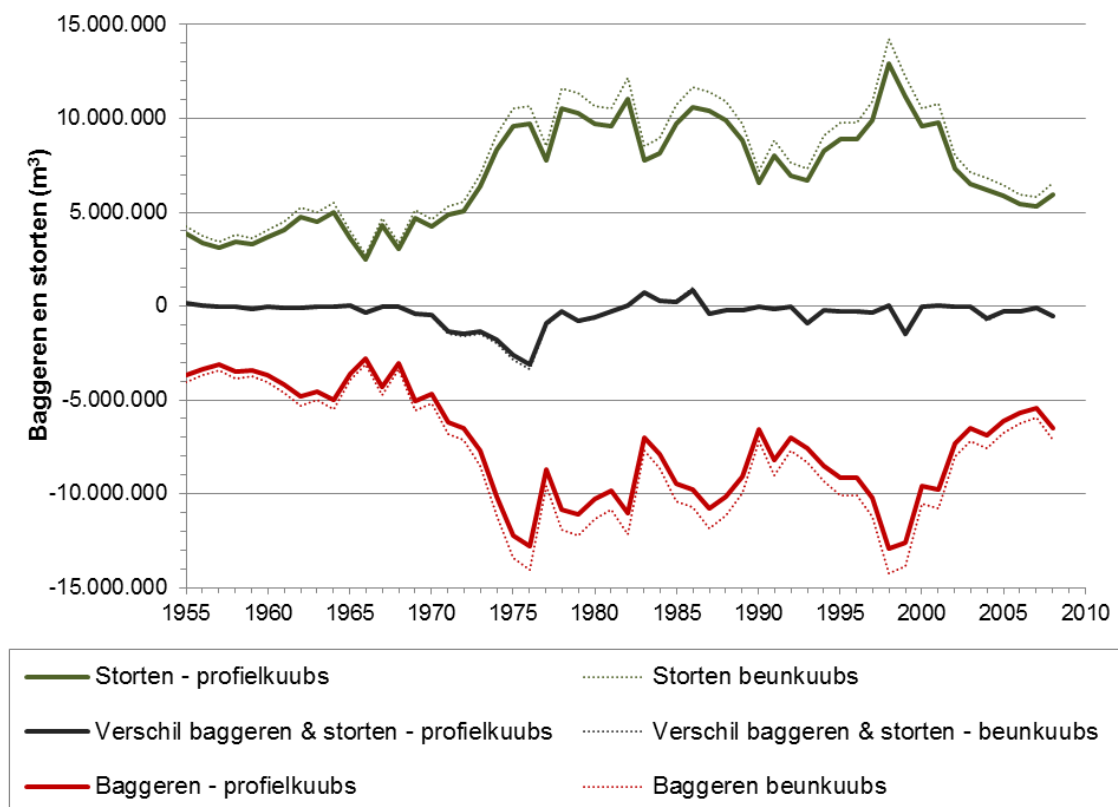 Baggeren en storten (m³)
15.000.000
10.000.000
5.000.000
0
-5.000.000
-10.000.000
-15.000.000
1955 1960 1965 1970 1975 1980 1985 1990 1995 2000 2005 2010
Storten - profielkuubs
Storten beunkuubs
Verschil baggeren & storten - profielkuubs
Verschil baggeren & storten - beunkuubs
Baggeren - profielkuubs
Baggeren beunkuubs